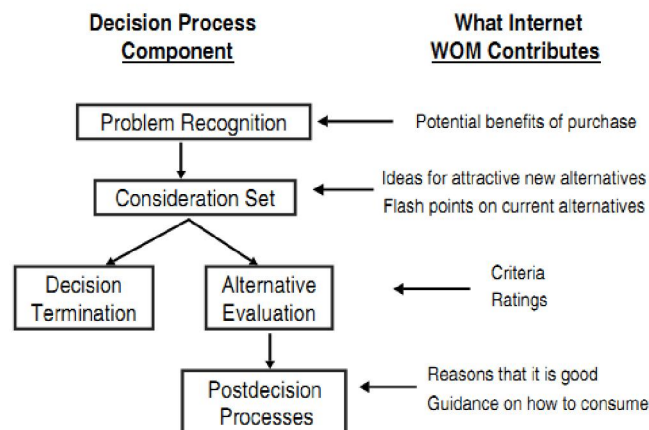 Decision Process
Component
What Internet
WOM Contributes
Problem Recognition
Potential benefits of purchase
Consideration Set
Ideas for attractive new alternatives
Flash points on current alternatives
Decision
Termination
Alternative
Evaluation
Criteria
Ratings
Postdecision
Processes
Reasons that it is good
Guidance on how to consume